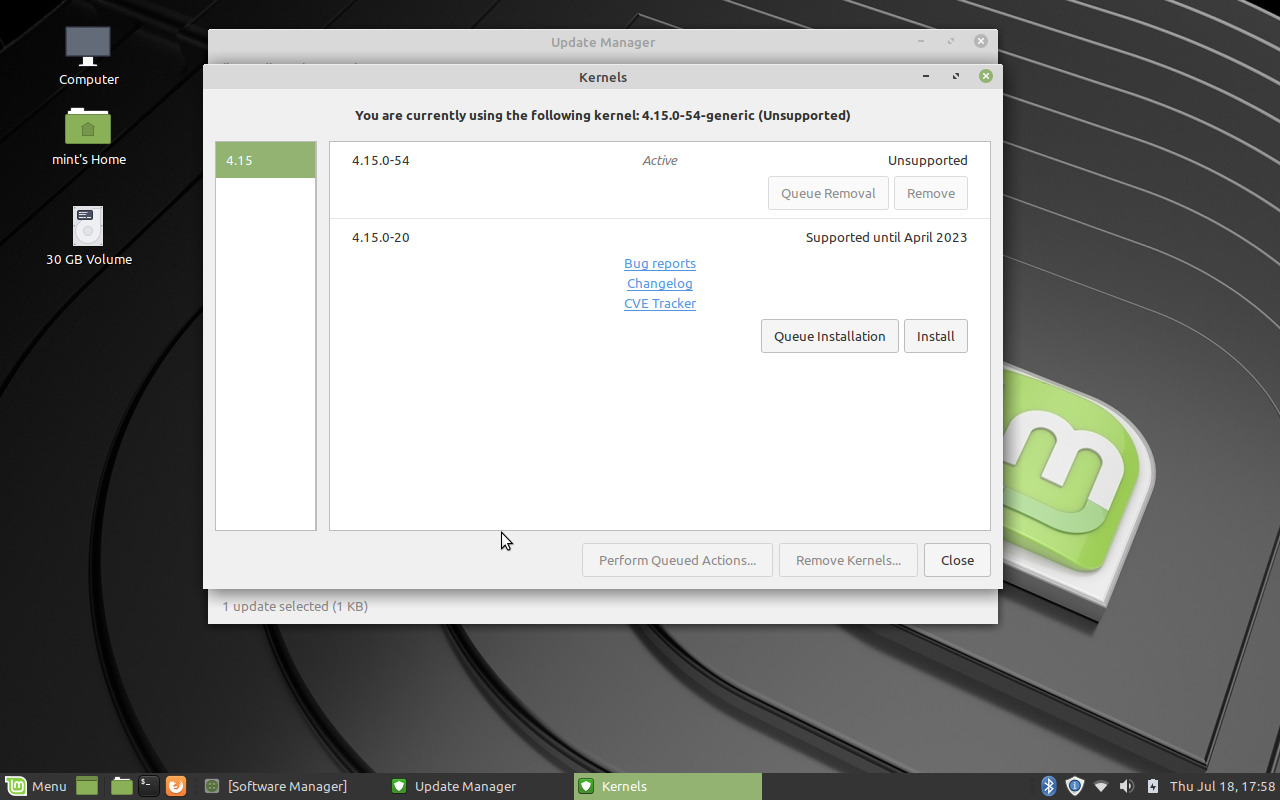 Computer
mint's Home
30 GB Volume
Update Manager
Kernels
You are currently using the following kernel: 4.15.0-54-generic (Unsupported)
4.15
4.15.0-54 Active Unsupported
Queue Removal Remove
4.15.0-20 Supported until April 2023
Bug reports
Changelog
CVE Tracker
Queue Installation Install
Perform Queued Actions... Remove Kernels... Close
1 update selected (1 KB)
Menu [Software Manager] Update Manager Kernels Thu Jul 18, 17:58